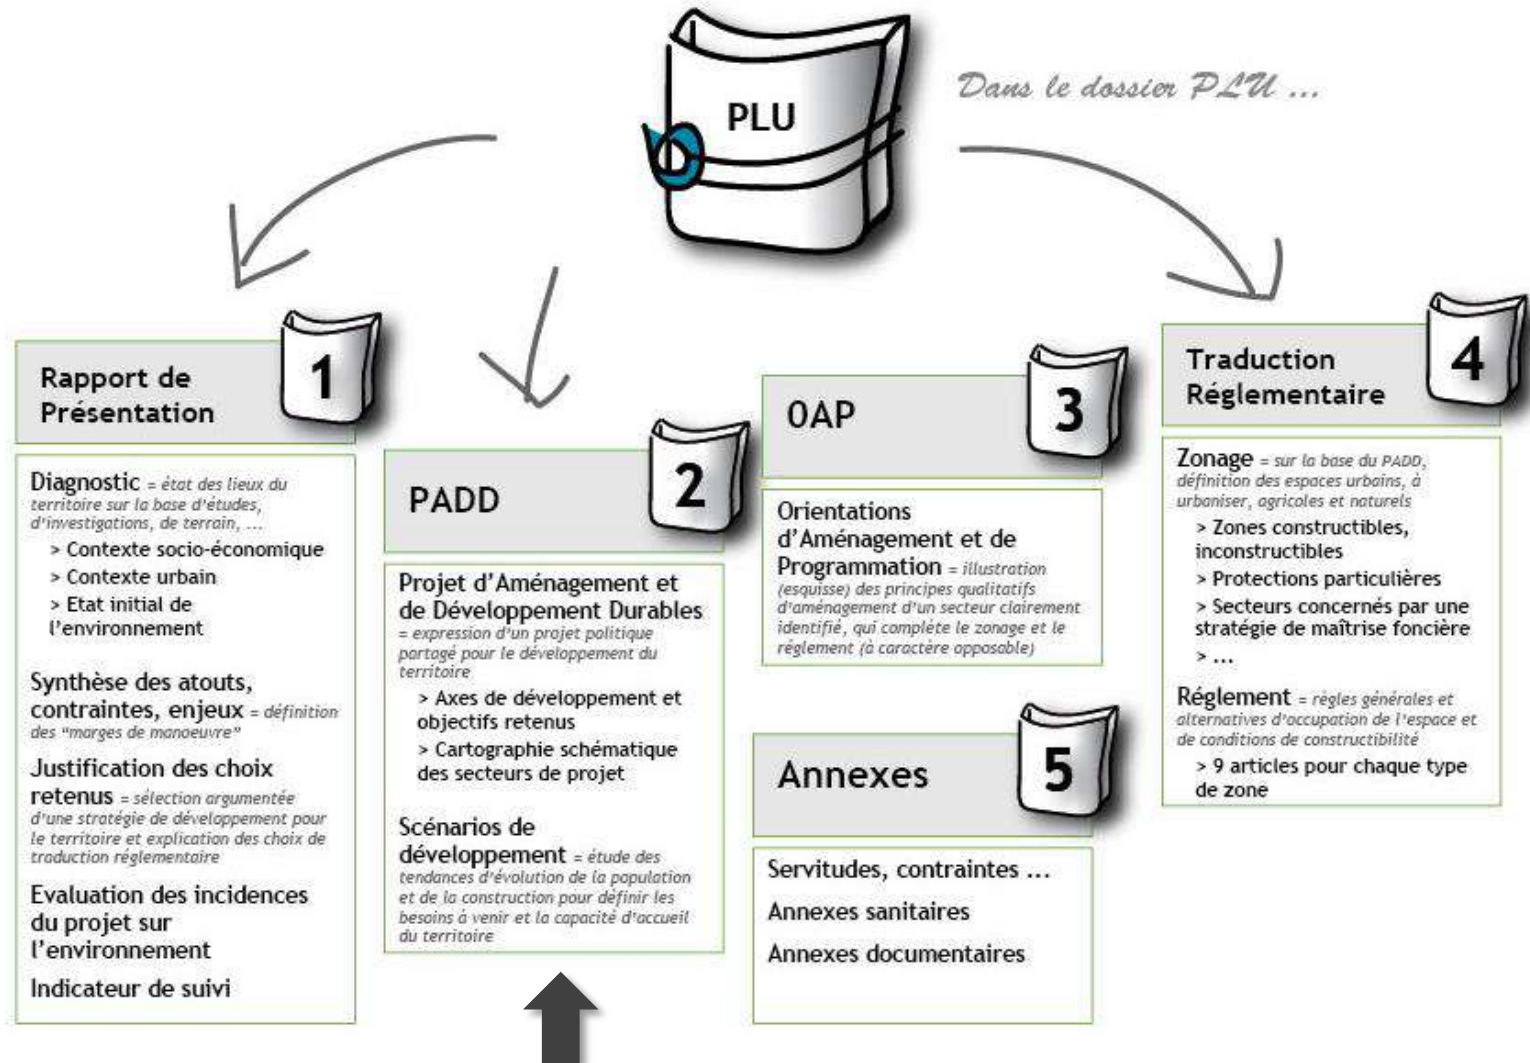 PLU
Dans le dossier PLU ...
1
Rapport de
Présentation
Diagnostic = état des lieux du
territoire sur la base d'études,
d'investigations, de terrain, ...
> Contexte socio-économique
> Contexte urbain
> Etat initial de
l'environnement
Synthèse des atouts,
contraintes, enjeux = définition
des "marges de manoeuvre"
Justification des choix
retenus = sélection argumentée
d'une stratégie de développement pour
le territoire et explication des choix de
traduction réglementaire
Evaluation des incidences
du projet sur
l'environnement
Indicateur de suivi
2
PADD
Projet d'Aménagement et
de Développement Durables
= expression d'un projet politique
partagé pour le développement du
territoire
> Axes de développement et
objectifs retenus
> Cartographie schématique
des secteurs de projet
Scénarios de
développement = étude des
tendances d'évolution de la population
et de la construction pour définir les
besoins à venir et la capacité d'accueil
du territoire
3
OAP
Orientations
d'Aménagement et de
Programmation = illustration
(esquisse) des principes qualitatifs
d'aménagement d'un secteur clairement
identifié, qui complète le zonage et le
réglement (à caractère opposable)
5
Annexes
Servitudes, contraintes ...
Annexes sanitaires
Annexes documentaires
4
Traduction
Réglementaire
Zonage = sur la base du PADD,
définition des espaces urbains, à
urbaniser, agricoles et naturels
> Zones constructibles,
inconstructibles
> Protections particulières
> Secteurs concernés par une
stratégie de maîtrise foncière
> ...
Réglement = règles générales et
alternatives d'occupation de l'espace et
de conditions de constructibilité
> 9 articles pour chaque type
de zone